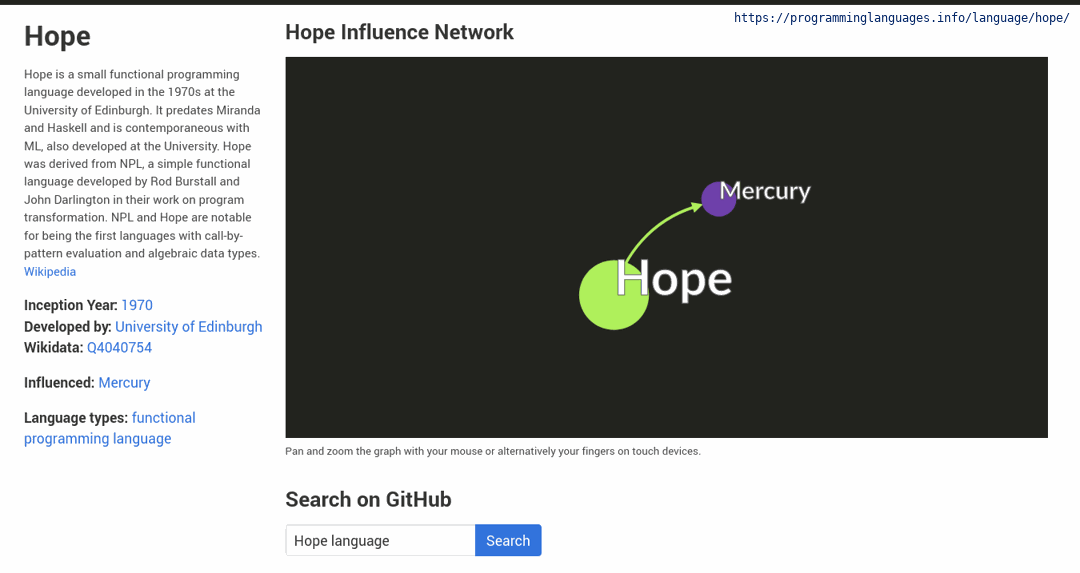 https://programminglanguages.info/language/hope/
Hope
Hope is a small functional programming
language developed in the 1970s at the
University of Edinburgh. It predates Miranda
and Haskell and is contemporaneous with
ML, also developed at the University. Hope
was derived from NPL, a simple functional
language developed by Rod Burstall and
John Darlington in their work on program
transformation. NPL and Hope are notable
for being the first languages with call-by-
pattern evaluation and algebraic data types.
Wikipedia
Inception Year: 1970
Developed by: University of Edinburgh
Wikidata: Q4040754
Influenced: Mercury
Language types: functional
programming language
Hope Influence Network
Mercury
Hope
Pan and zoom the graph with your mouse or alternatively your fingers on touch devices.
Search on GitHub
Hope language
Search